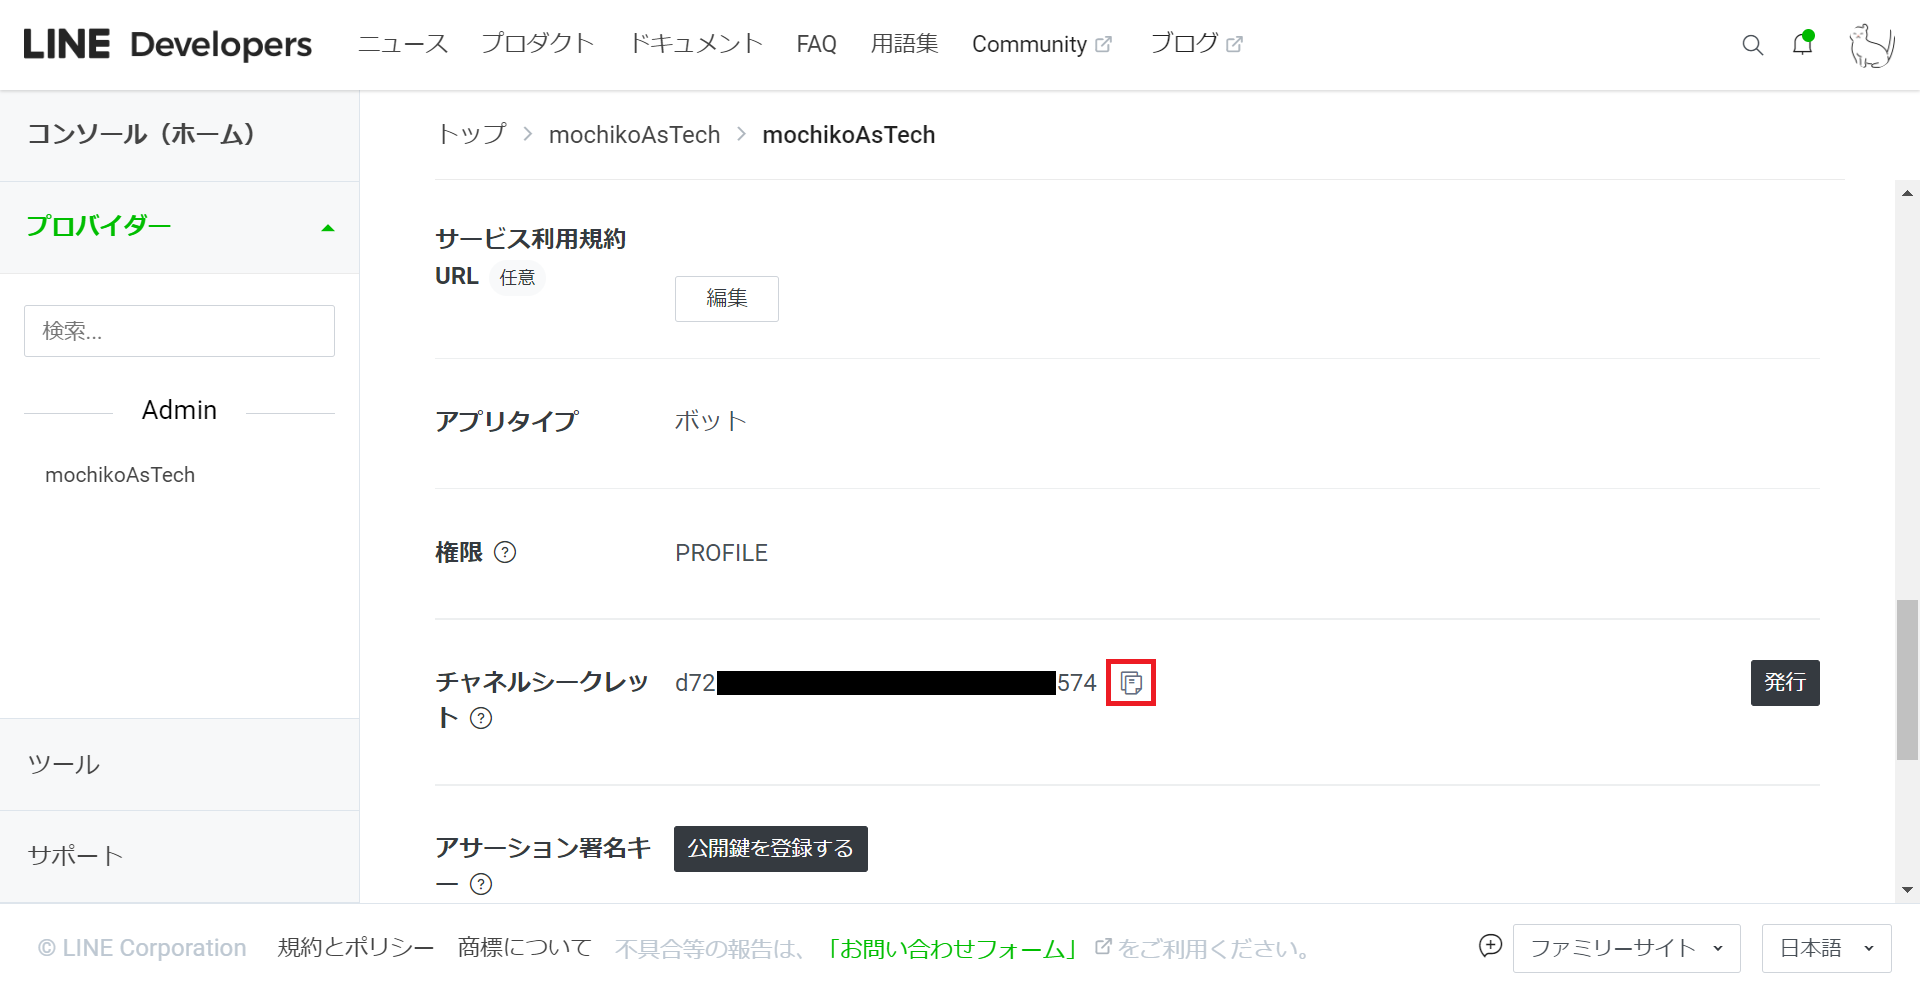 LINE Developers ニュース プロダクト ドキュメント FAQ 用語集 Community ブログ
コンソール（ホーム）
プロバイダー
検索...
Admin
mochikoAsTech
ツール
サポート
トップ > mochikoAsTech > mochikoAsTech
サービス利用規約
URL 任意
編集
アプリタイプ ボット
権限 ? PROFILE
チャネルシークレッ
ト ?
d72 574
発行
アサーション署名キ
ー ?
公開鍵を登録する
© LINE Corporation 規約とポリシー 商標について 不具合等の報告は、「お問い合わせフォーム」をご利用ください。 ファミリーサイト 日本語